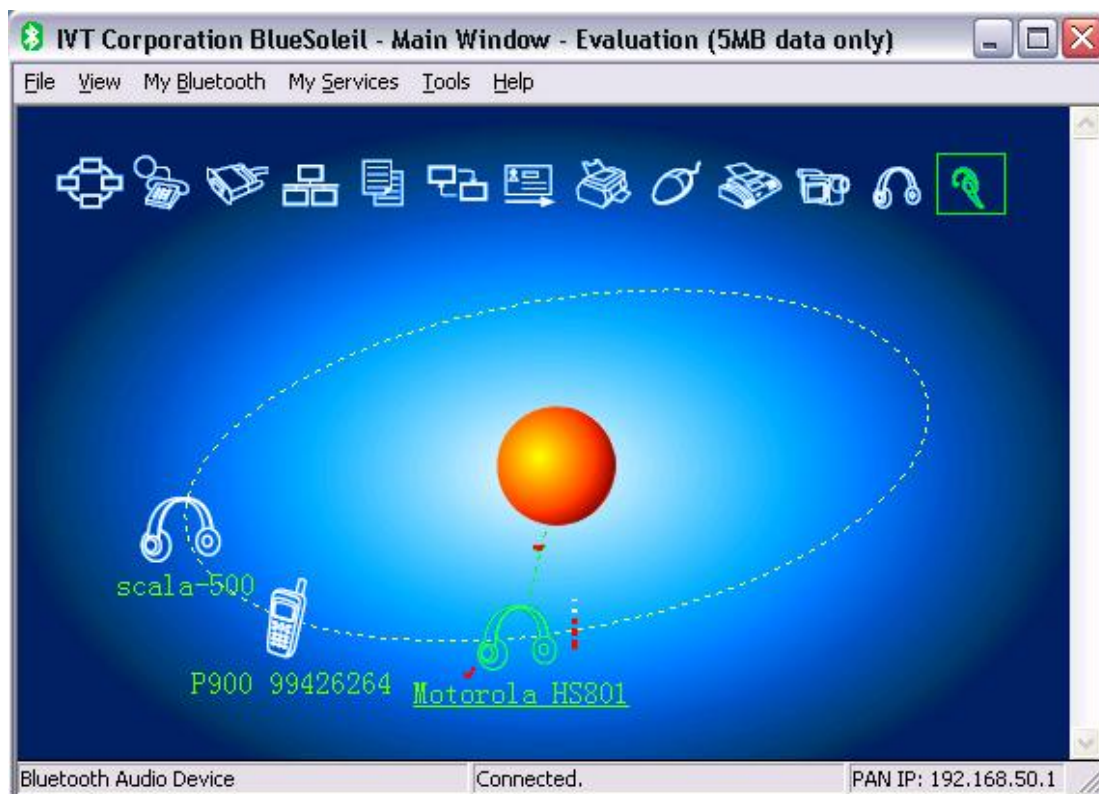 IVT Corporation BlueSoleil - Main Window - Evaluation (5MB data only)
File View My Bluetooth My Services Tools Help
scala-500
P900 99426264
Motorola HS801
Bluetooth Audio Device Connected. PAN IP: 192.168.50.1